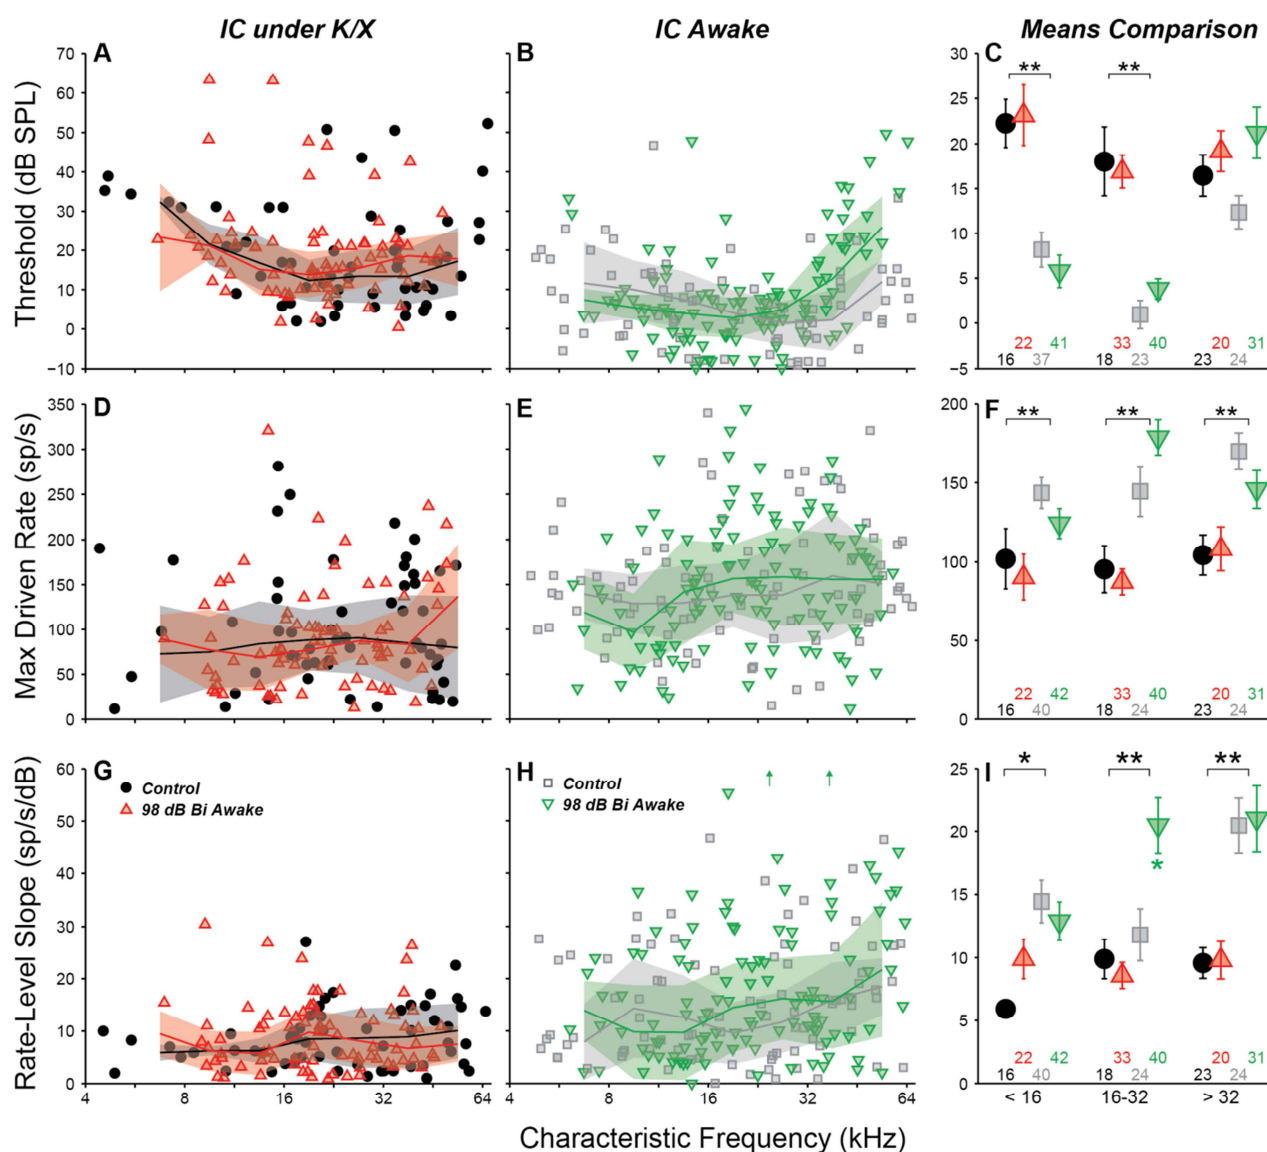 IC under K/X
IC Awake
Means Comparison
A
B
C
Threshold (dB SPL)
70
60
50
40
30
20
10
0
−10
30
25
20
15
10
5
0
−5
** **
22 41 33 40 20 31
16 37 18 23 23 24
D
E
F
Max Driven Rate (sp/s)
350
300
250
200
150
100
50
0
200
150
100
50
0
** ** **
22 42 33 40 20 31
16 40 18 24 23 24
G
H
I
Rate-Level Slope (sp/s/dB)
60
50
40
30
20
10
0
Control
98 dB Bi Awake
Control
98 dB Bi Awake
25
20
15
10
5
0
* ** **
*
22 42 33 40 20 31
16 40 18 24 23 24
4 8 16 32 64
4 8 16 32 64
< 16 16-32 > 32
Characteristic Frequency (kHz)